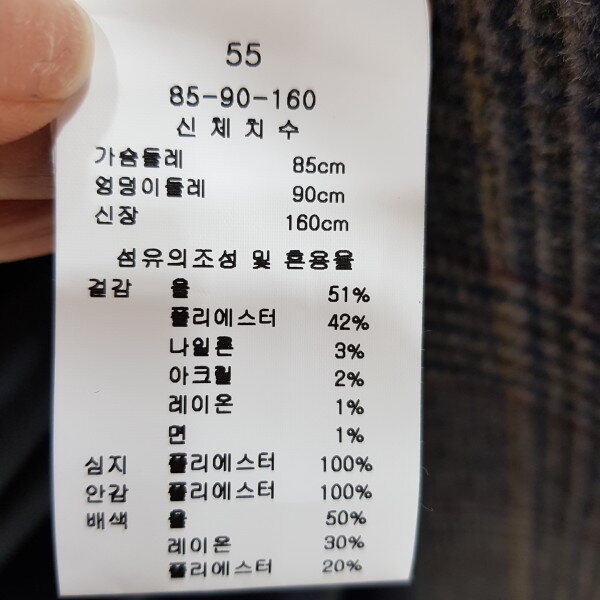 55
85-90-160
신 체 치 수
가슴둘레 85cm
엉덩이둘레 90cm
신장 160cm
섬유의조성 및 혼용율
겉감 울 51%
폴리에스터 42%
나일론 3%
아크릴 2%
레이온 1%
면 1%
심지 폴리에스터 100%
안감 폴리에스터 100%
배색 울 50%
레이온 30%
폴리에스터 20%